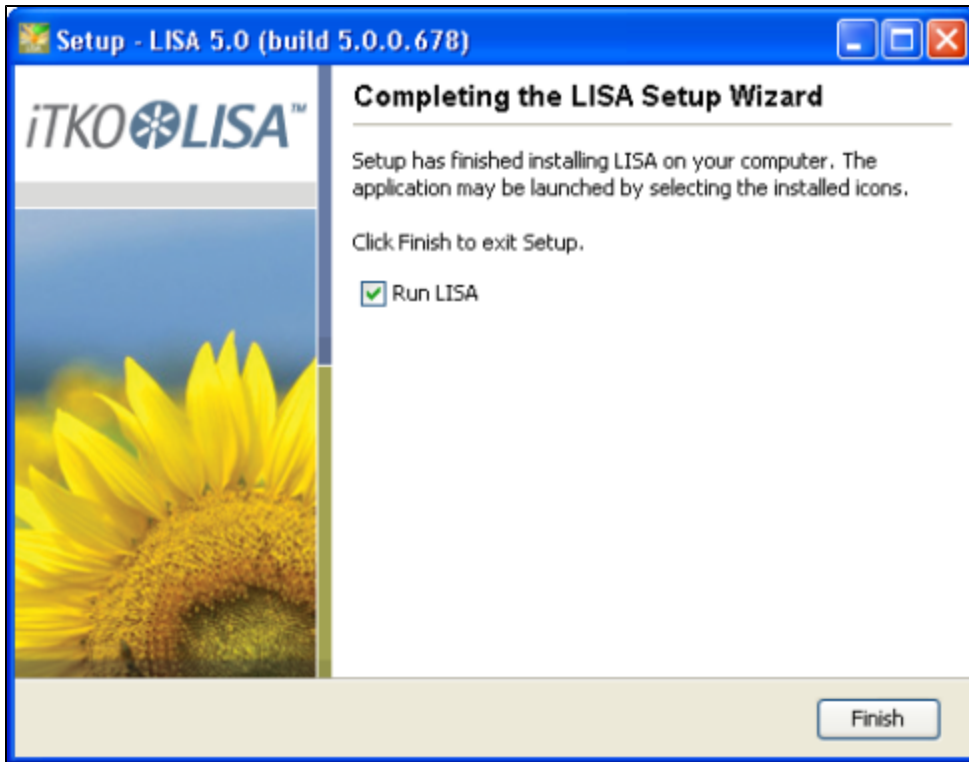 Setup - LISA 5.0 (build 5.0.0.678)
iTKO LISA™
Completing the LISA Setup Wizard
Setup has finished installing LISA on your computer. The
application may be launched by selecting the installed icons.
Click Finish to exit Setup.
Run LISA
Finish